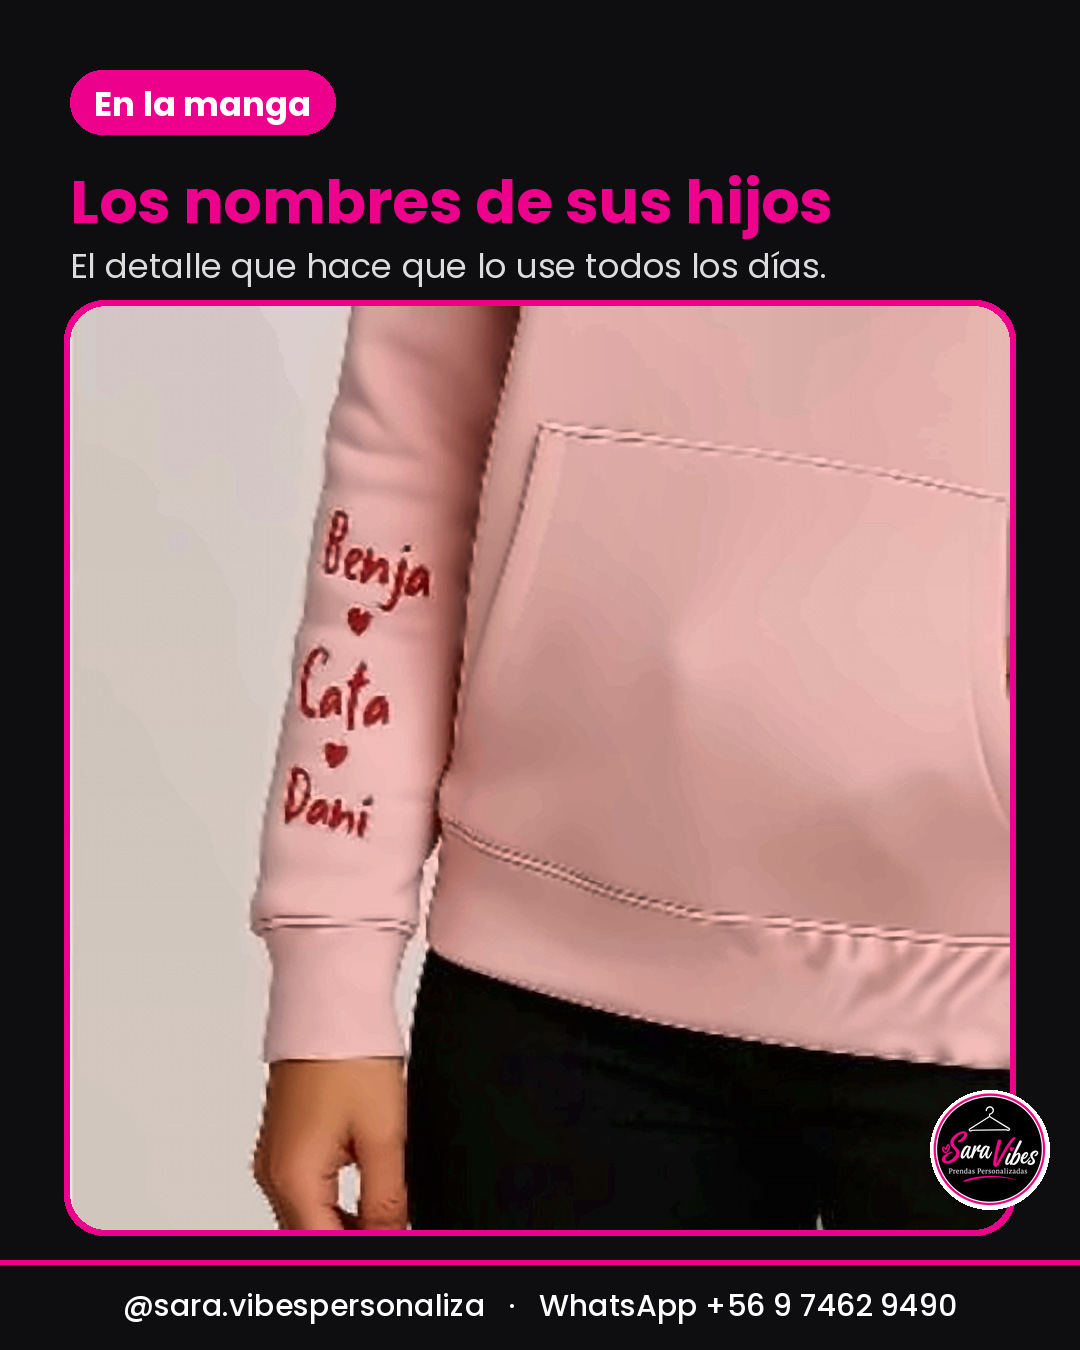 En la manga
Los nombres de sus hijos
El detalle que hace que lo use todos los días.
Benja
Cata
Dani
Sara Vibes
Prendas Personalizadas
@sara.vibespersonaliza · WhatsApp +56 9 7462 9490